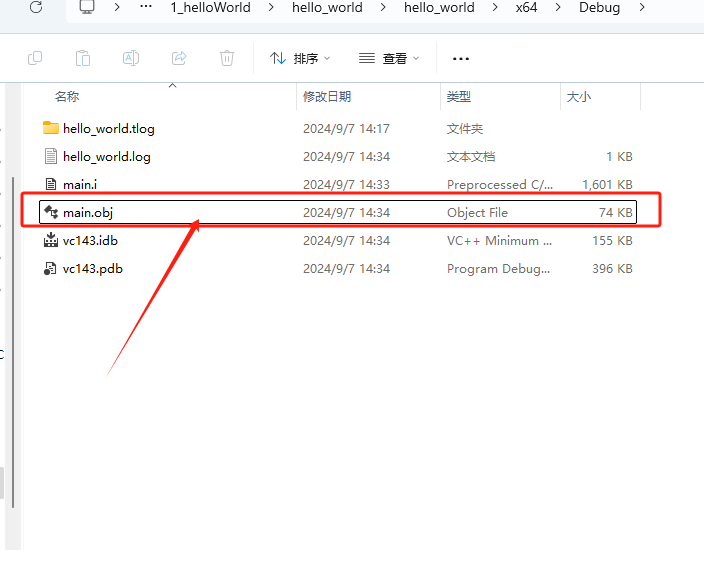 1_helloWorld > hello_world > hello_world > x64 > Debug >
排序 查看
名称 修改日期 类型 大小
hello_world.tlog 2024/9/7 14:17 文件夹
hello_world.log 2024/9/7 14:34 文本文档 1 KB
main.i 2024/9/7 14:33 Preprocessed C/... 1,601 KB
main.obj 2024/9/7 14:34 Object File 74 KB
vc143.idb 2024/9/7 14:34 VC++ Minimum ... 155 KB
vc143.pdb 2024/9/7 14:34 Program Debug... 396 KB